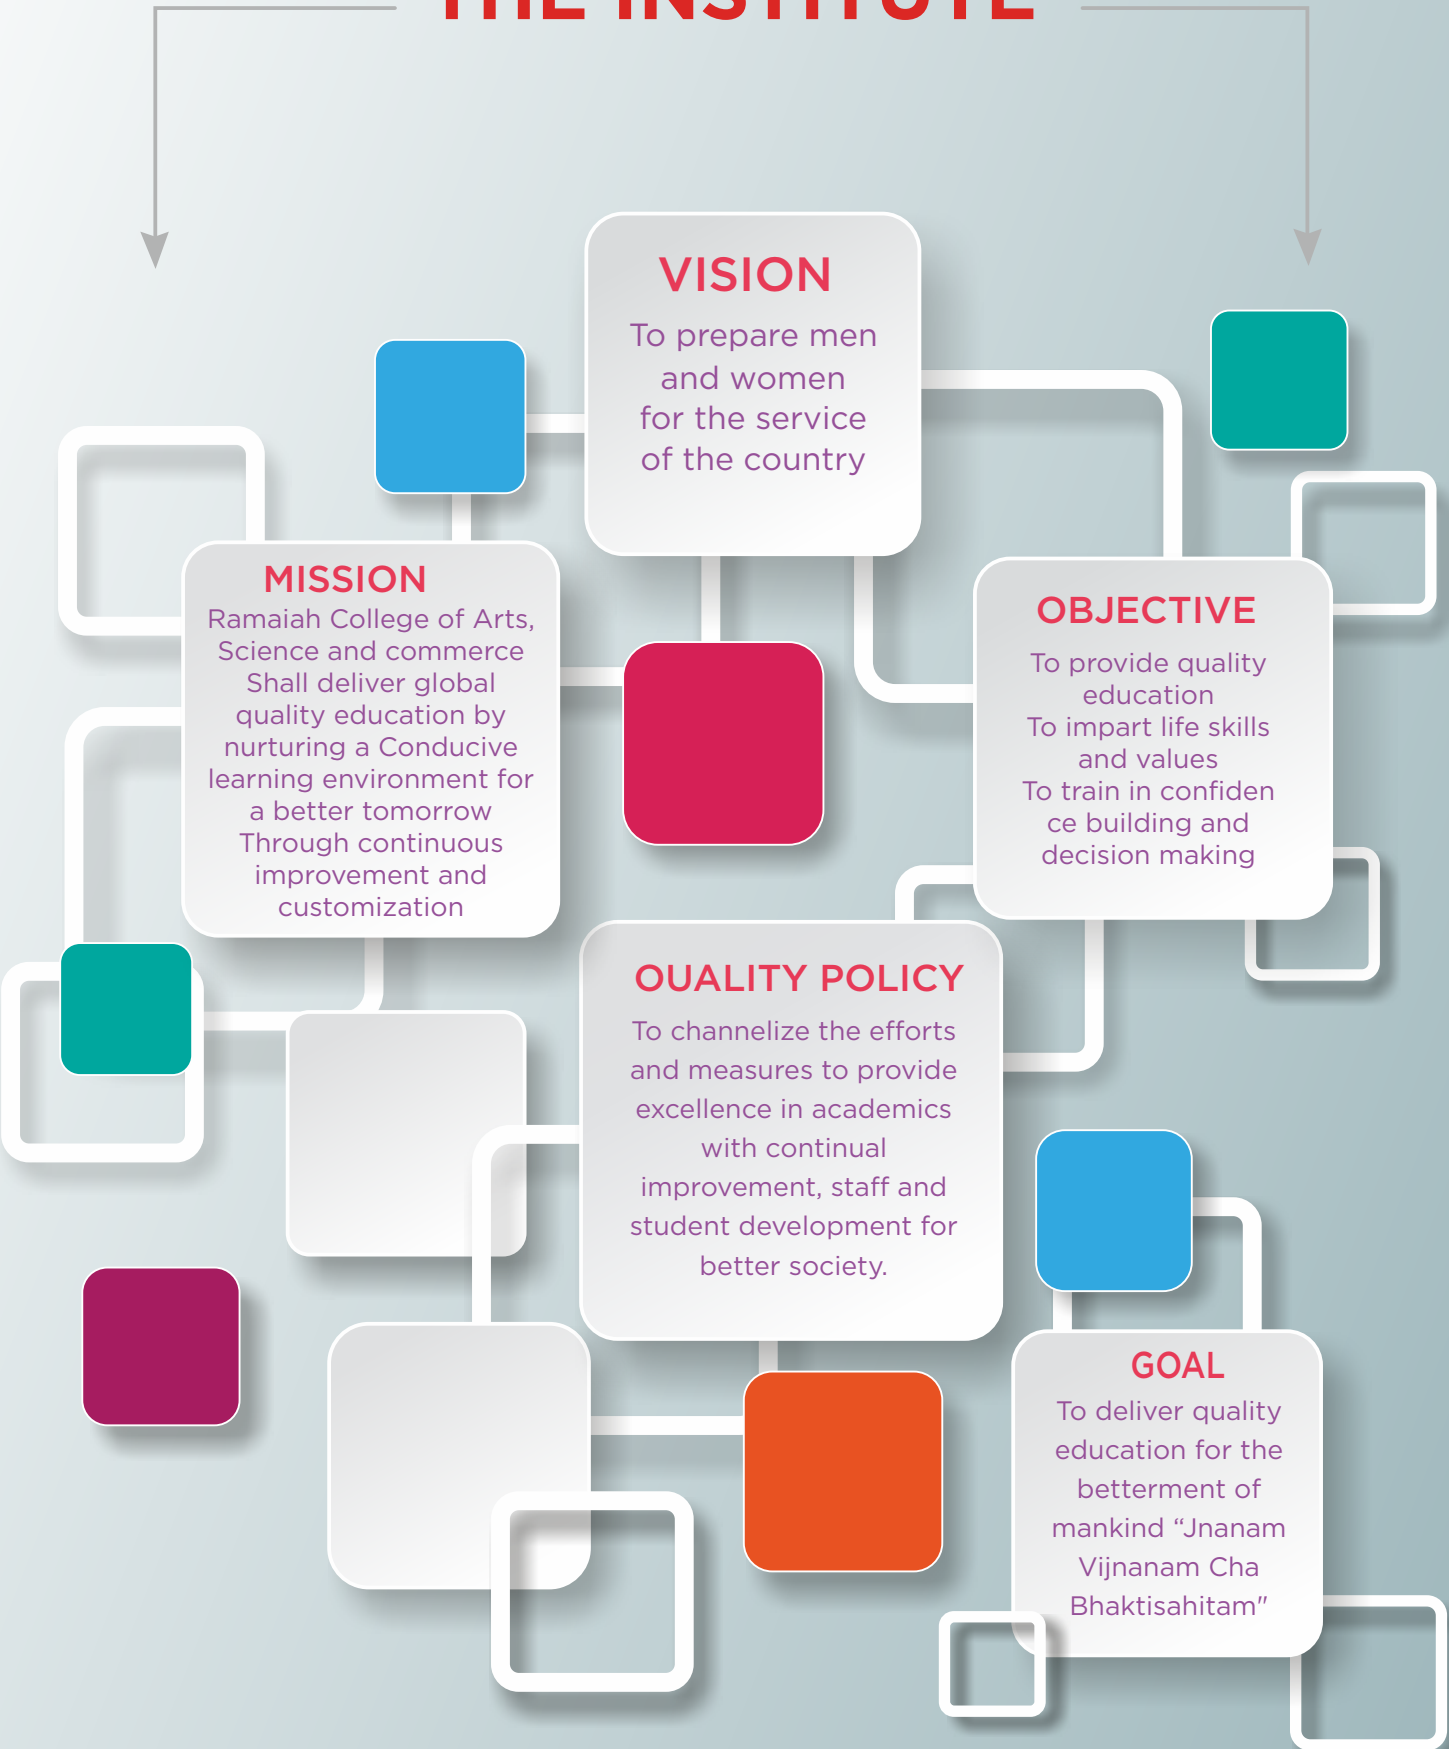 THE INSTITUTE
VISION
To prepare men
and women
for the service
of the country
MISSION
Ramaiah College of Arts,
Science and commerce
Shall deliver global
quality education by
nurturing a Conducive
learning environment for
a better tomorrow
Through continuous
improvement and
customization
OBJECTIVE
To provide quality
education
To impart life skills
and values
To train in confiden
ce building and
decision making
OUALITY POLICY
To channelize the efforts
and measures to provide
excellence in academics
with continual
improvement, staff and
student development for
better society.
GOAL
To deliver quality
education for the
betterment of
mankind “Jnanam
Vijnanam Cha
Bhaktisahitam"